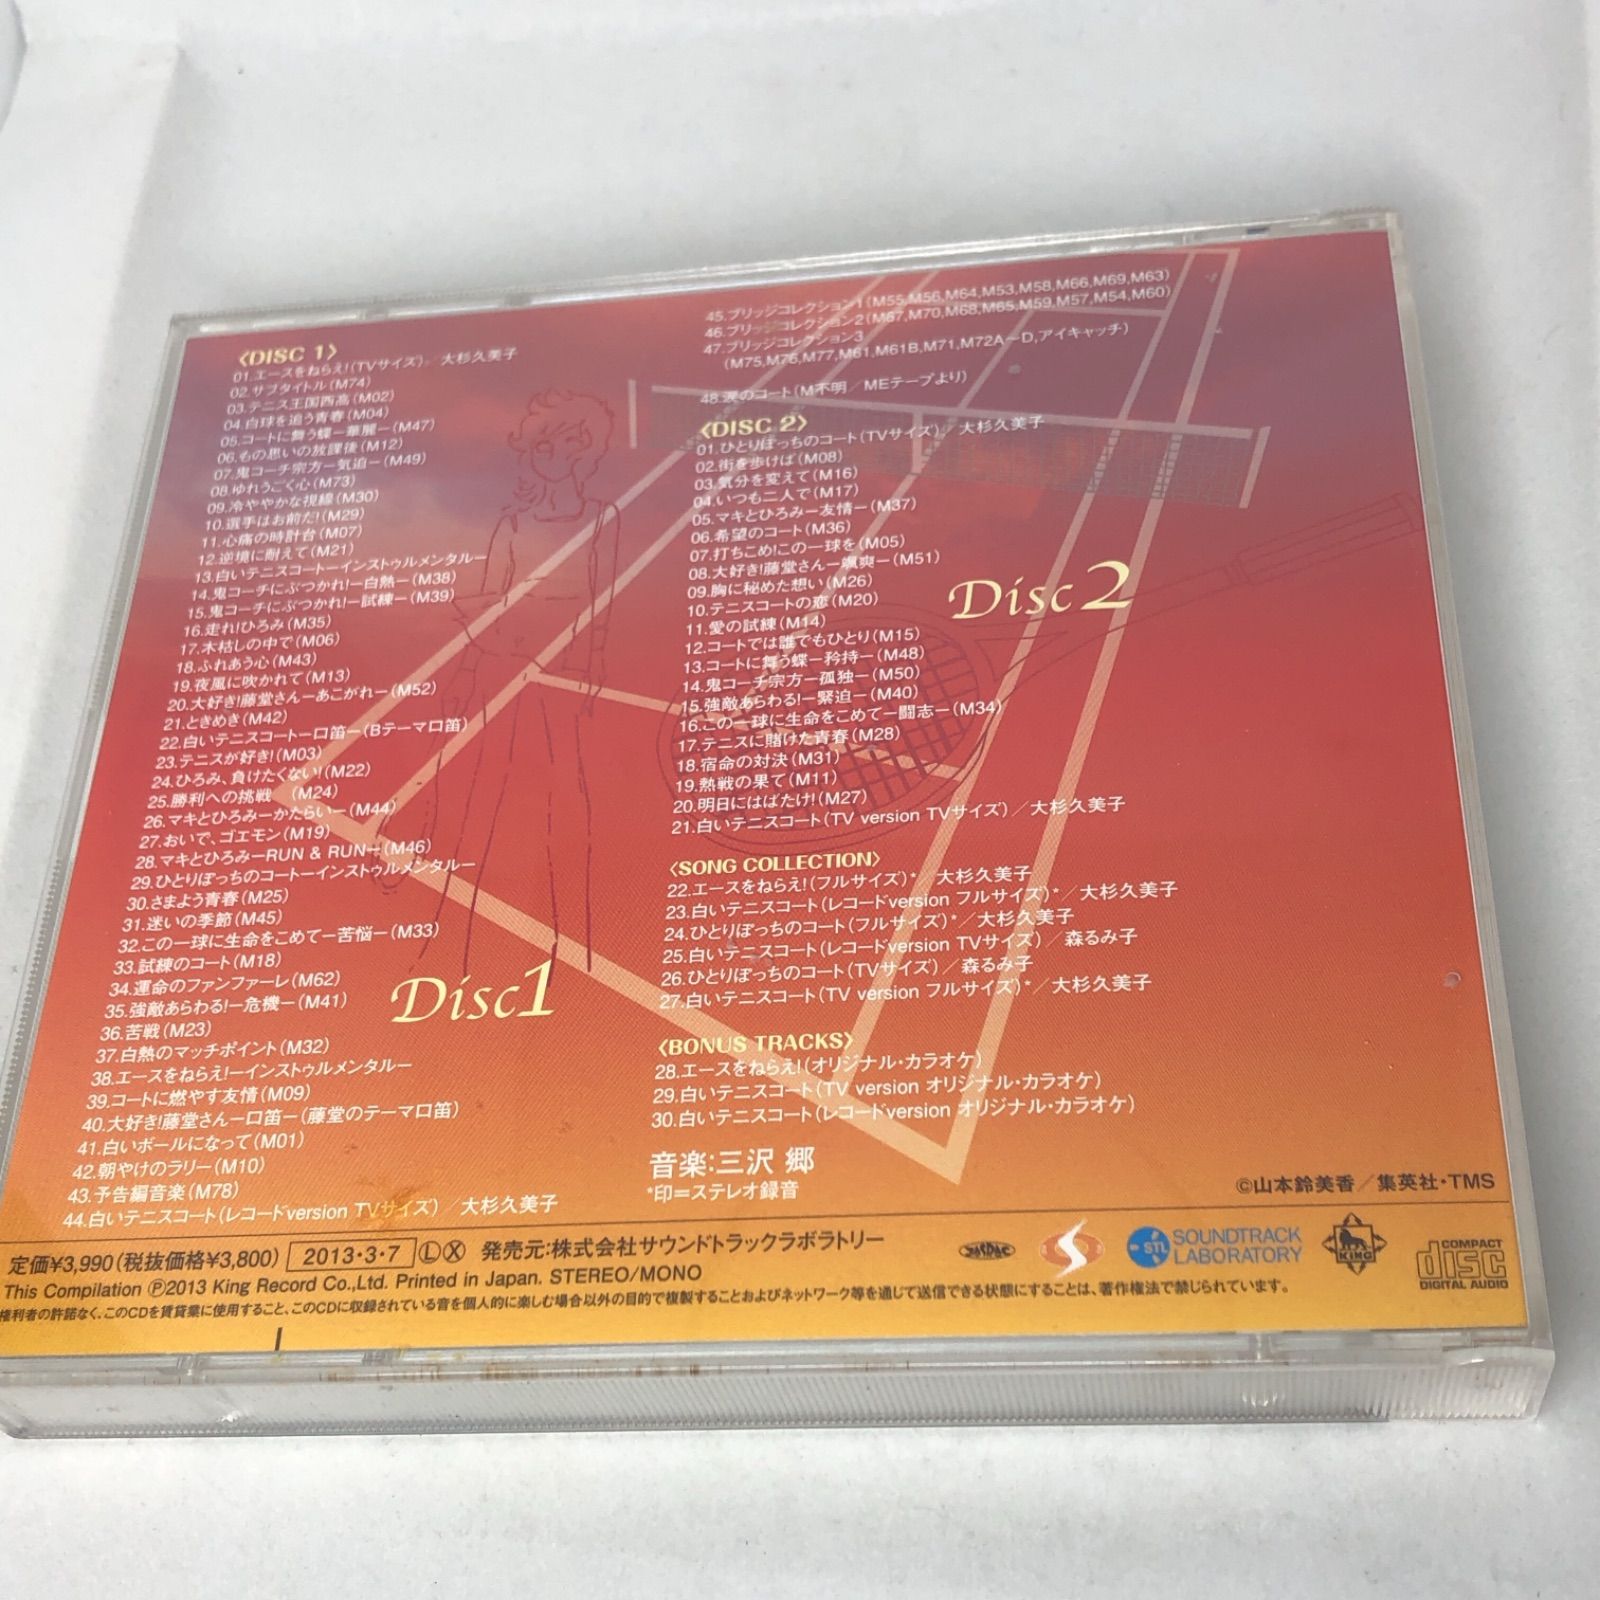 〈DISC 1〉
01.エースをねらえ!(TVサイズ)／大杉久美子
02.サブタイトル(M74)
03.テニス王国西高(M02)
04.白球を追う青春(M04)
05.コートに舞う蝶ー華麗ー(M47)
06.もの思いの放課後(M12)
07.鬼コーチ宗方ー気迫ー(M49)
08.ゆれうごく心(M73)
09.冷ややかな視線(M30)
10.選手はお前だ!(M29)
11.心痛の時計台(M07)
12.逆境に耐えて(M21)
13.白いテニスコートーインストゥルメンタルー
14.鬼コーチにぶつかれ!ー白熱ー(M38)
15.鬼コーチにぶつかれ!ー試練ー(M39)
16.走れ!ひろみ(M35)
17.木枯しの中で(M06)
18.ふれあう心(M43)
19.夜風に吹かれて(M13)
20.大好き!藤堂さんーあこがれー(M52)
21.ときめき(M42)
22.白いテニスコートー口笛ー(Bテーマ口笛)
23.テニスが好き!(M03)
24.ひろみ、負けたくない!(M22)
25.勝利への挑戦 (M24)
26.マキとひろみーかたらいー(M44)
27.おいで、ゴエモン(M19)
28.マキとひろみーRUN & RUNー(M46)
29.ひとりぼっちのコートーインストゥルメンタルー
30.さまよう青春(M25)
31.迷いの季節(M45)
32.この一球に生命をこめてー苦悩ー(M33)
33.試練のコート(M18)
34.運命のファンファーレ(M62)
35.強敵あらわる!ー危機ー(M41)
36.苦戦(M23)
37.白熱のマッチポイント(M32)
38.エースをねらえ!ーインストゥルメンタルー
39.コートに燃やす友情(M09)
40.大好き!藤堂さんー口笛ー(藤堂のテーマ口笛)
41.白いボールになって(M01)
42.朝やけのラリー(M10)
43.予告編音楽(M78)
44.白いテニスコート(レコードversion TVサイズ)／大杉久美子
Disc1
45.ブリッジコレクション1(M55,M56,M64,M53,M58,M66,M69,M63)
46.ブリッジコレクション2(M67,M70,M68,M65,M59,M57,M54,M60)
47.ブリッジコレクション3
(M75,M76,M77,M61,M61B,M71,M72A〜D,アイキャッチ)
48.涙のコート(M不明／MEテープより)
〈DISC 2〉
01.ひとりぼっちのコート(TVサイズ)／大杉久美子
02.街を歩けば(M08)
03.気分を変えて(M16)
04.いつも二人で(M17)
05.マキとひろみー友情ー(M37)
06.希望のコート(M36)
07.打ちこめ!この一球を(M05)
08.大好き!藤堂さんー颯爽ー(M51)
09.胸に秘めた想い(M26)
10.テニスコートの恋(M20)
11.愛の試練(M14)
12.コートでは誰でもひとり(M15)
13.コートに舞う蝶ー矜持ー(M48)
14.鬼コーチ宗方ー孤独ー(M50)
15.強敵あらわる!ー緊迫ー(M40)
16.この一球に生命をこめてー闘志ー(M34)
17.テニスに賭けた青春(M28)
18.宿命の対決(M31)
19.熱戦の果て(M11)
20.明日にはばたけ!(M27)
21.白いテニスコート(TV version TVサイズ)／大杉久美子
Disc2
〈SONG COLLECTION〉
22.エースをねらえ!(フルサイズ)*／大杉久美子
23.白いテニスコート(レコードversion フルサイズ)*／大杉久美子
24.ひとりぼっちのコート(フルサイズ)*／大杉久美子
25.白いテニスコート(レコードversion TVサイズ)／森るみ子
26.ひとりぼっちのコート(TVサイズ)／森るみ子
27.白いテニスコート(TV version フルサイズ)*／大杉久美子
〈BONUS TRACKS〉
28.エースをねらえ!(オリジナル・カラオケ)
29.白いテニスコート(TV version オリジナル・カラオケ)
30.白いテニスコート(レコードversion オリジナル・カラオケ)
音楽:三沢 郷
*印＝ステレオ録音
©山本鈴美香／集英社・TMS
定価¥3,990(税抜価格¥3,800) 2013・3・7 Ⓛ Ⓧ 発売元:株式会社サウンドトラックラボラトリー
JASRAC
S
STL SOUNDTRACK LABORATORY
KING
COMPACT disc DIGITAL AUDIO
This Compilation Ⓟ2013 King Record Co.,Ltd. Printed in Japan. STEREO/MONO
権利者の許諾なく、このCDを賃貸業に使用すること、このCDに収録されている音を個人的に楽しむ場合以外の目的で複製することおよびネットワーク等を通じて送信できる状態にすることは、著作権法で禁じられています。